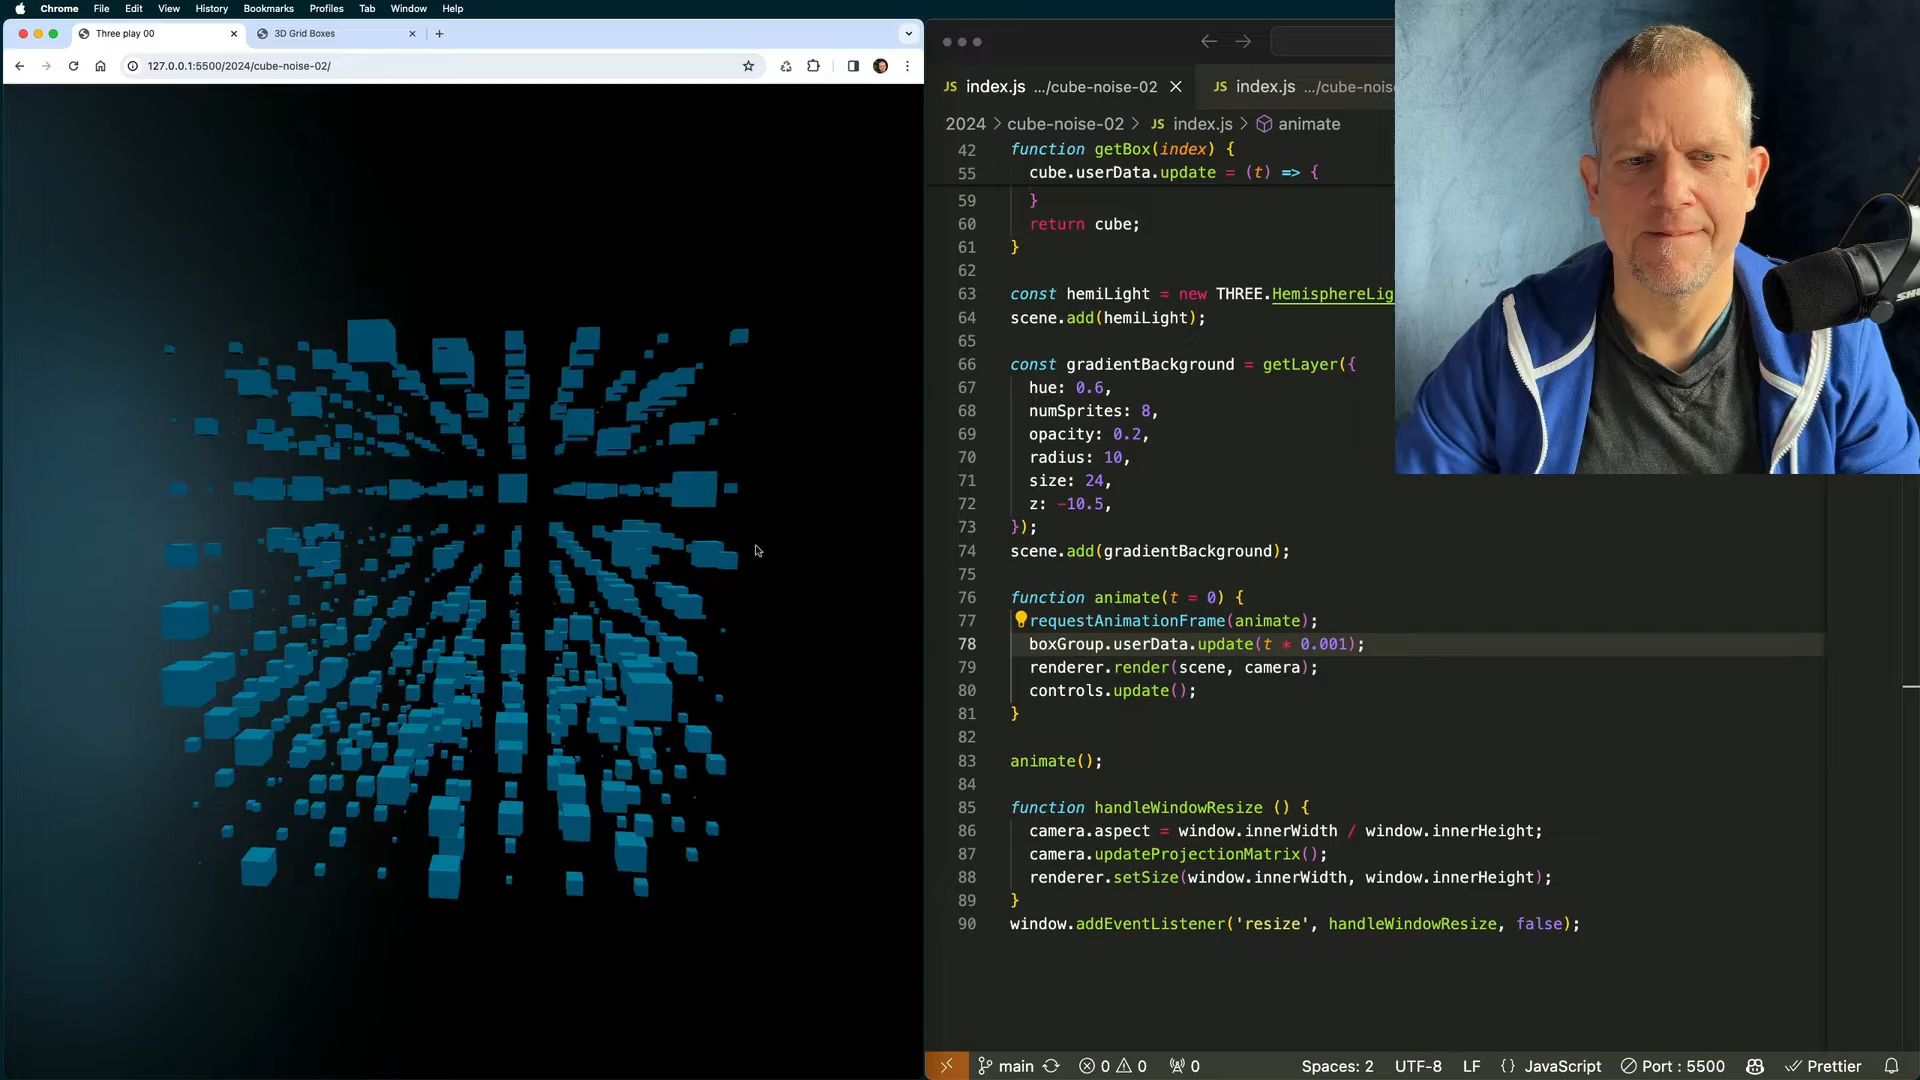 Chrome File Edit View History Bookmarks Profiles Tab Window Help
Three play 00
3D Grid Boxes
127.0.0.1:5500/2024/cube-noise-02/
JS index.js .../cube-noise-02
JS index.js .../cube-nois
2024 > cube-noise-02 > JS index.js > animate
42 function getBox(index) {
55 cube.userData.update = (t) => {
59 }
60 return cube;
61 }
62
63 const hemiLight = new THREE.HemisphereLig
64 scene.add(hemiLight);
65
66 const gradientBackground = getLayer({
67 hue: 0.6,
68 numSprites: 8,
69 opacity: 0.2,
70 radius: 10,
71 size: 24,
72 z: -10.5,
73 });
74 scene.add(gradientBackground);
75
76 function animate(t = 0) {
77 requestAnimationFrame(animate);
78 boxGroup.userData.update(t * 0.001);
79 renderer.render(scene, camera);
80 controls.update();
81 }
82
83 animate();
84
85 function handleWindowResize () {
86 camera.aspect = window.innerWidth / window.innerHeight;
87 camera.updateProjectionMatrix();
88 renderer.setSize(window.innerWidth, window.innerHeight);
89 }
90 window.addEventListener('resize', handleWindowResize, false);
main 0 0 0 Spaces: 2 UTF-8 LF {} JavaScript Port : 5500 Prettier